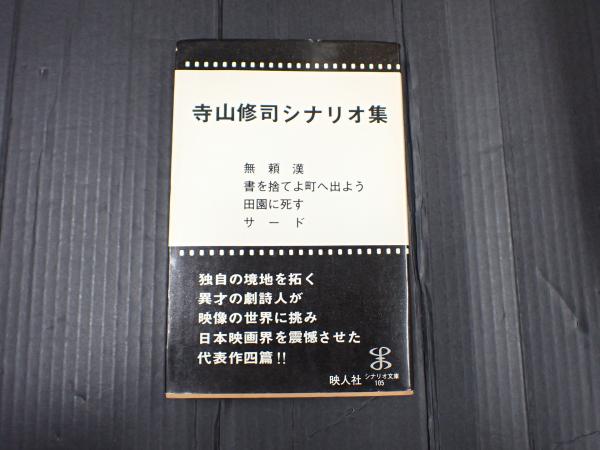 寺山修司シナリオ集
無頼漢
書を捨てよ町へ出よう
田園に死す
サード
独自の境地を拓く
異才の劇詩人が
映像の世界に挑み
日本映画界を震憾させた
代表作四篇!!
映人社
シナリオ文庫
105